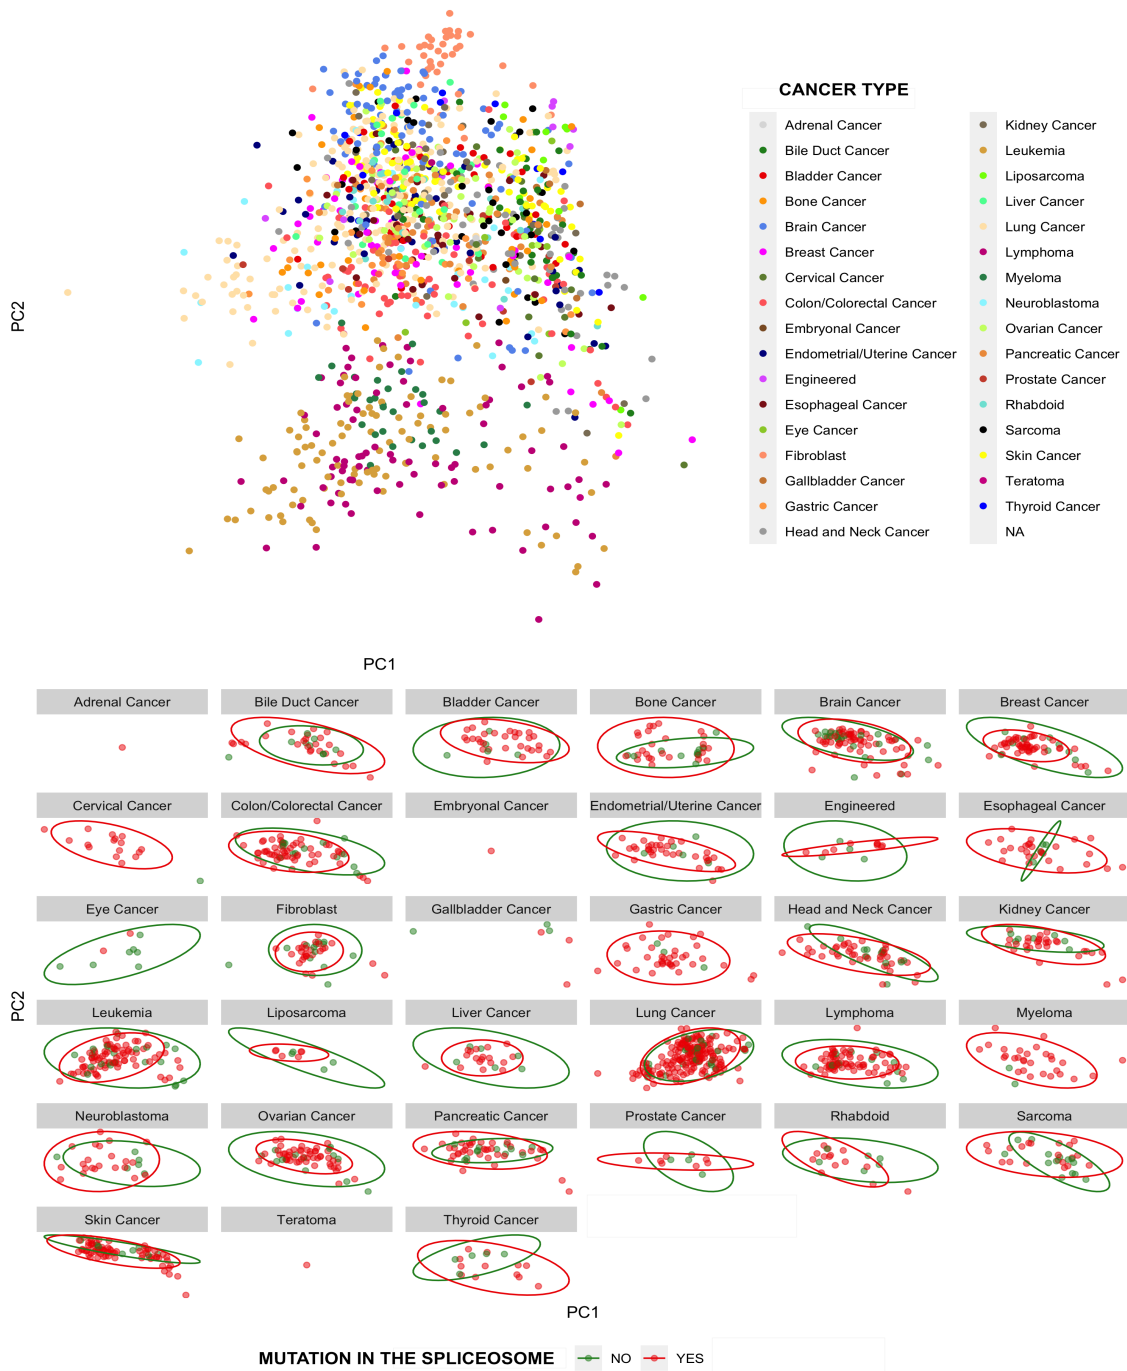 CANCER TYPE
Adrenal Cancer
Bile Duct Cancer
Bladder Cancer
Bone Cancer
Brain Cancer
Breast Cancer
Cervical Cancer
Colon/Colorectal Cancer
Embryonal Cancer
Endometrial/Uterine Cancer
Engineered
Esophageal Cancer
Eye Cancer
Fibroblast
Gallbladder Cancer
Gastric Cancer
Head and Neck Cancer
Kidney Cancer
Leukemia
Liposarcoma
Liver Cancer
Lung Cancer
Lymphoma
Myeloma
Neuroblastoma
Ovarian Cancer
Pancreatic Cancer
Prostate Cancer
Rhabdoid
Sarcoma
Skin Cancer
Teratoma
Thyroid Cancer
NA
PC2
PC1
Adrenal Cancer
Bile Duct Cancer
Bladder Cancer
Bone Cancer
Brain Cancer
Breast Cancer
Cervical Cancer
Colon/Colorectal Cancer
Embryonal Cancer
Endometrial/Uterine Cancer
Engineered
Esophageal Cancer
Eye Cancer
Fibroblast
Gallbladder Cancer
Gastric Cancer
Head and Neck Cancer
Kidney Cancer
Leukemia
Liposarcoma
Liver Cancer
Lung Cancer
Lymphoma
Myeloma
Neuroblastoma
Ovarian Cancer
Pancreatic Cancer
Prostate Cancer
Rhabdoid
Sarcoma
Skin Cancer
Teratoma
Thyroid Cancer
PC2
PC1
MUTATION IN THE SPLICEOSOME NO YES